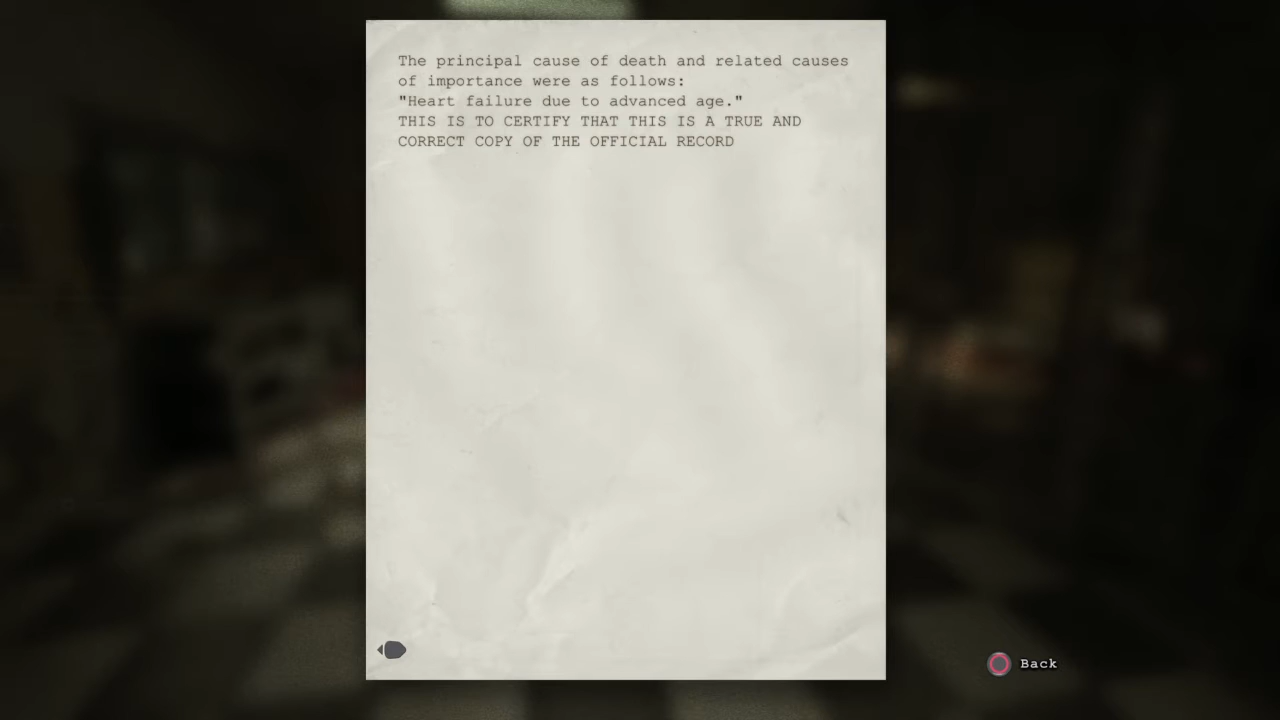 The principal cause of death and related causes
of importance were as follows:
"Heart failure due to advanced age."
THIS IS TO CERTIFY THAT THIS IS A TRUE AND
CORRECT COPY OF THE OFFICIAL RECORD
Back